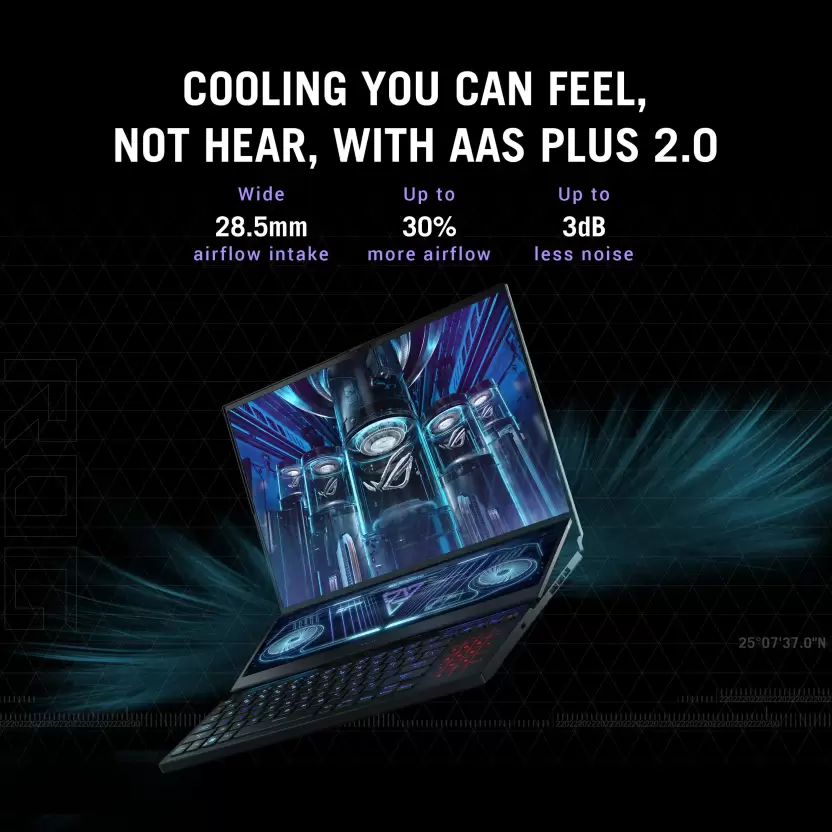 COOLING YOU CAN FEEL,
NOT HEAR, WITH AAS PLUS 2.0
Wide
28.5mm
airflow intake
Up to
30%
more airflow
Up to
3dB
less noise
ROG
25°07'37.0"N